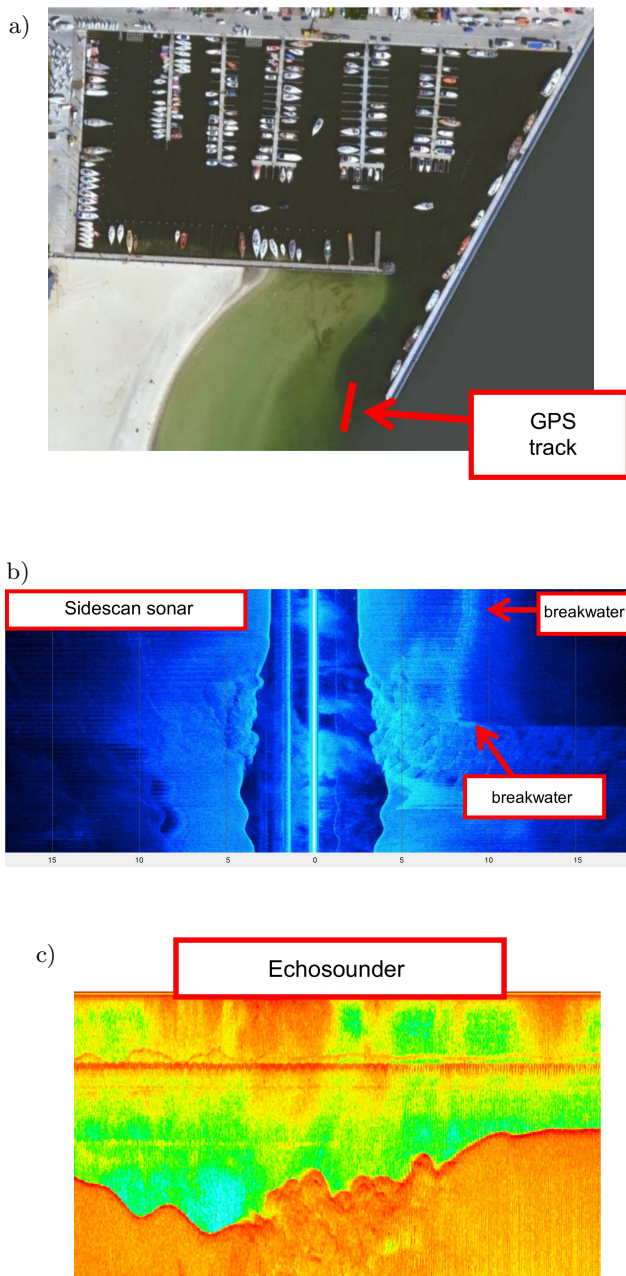 a)
GPS
track
b)
Sidescan sonar
breakwater
breakwater
15 10 5 0 5 10 15
c)
Echosounder